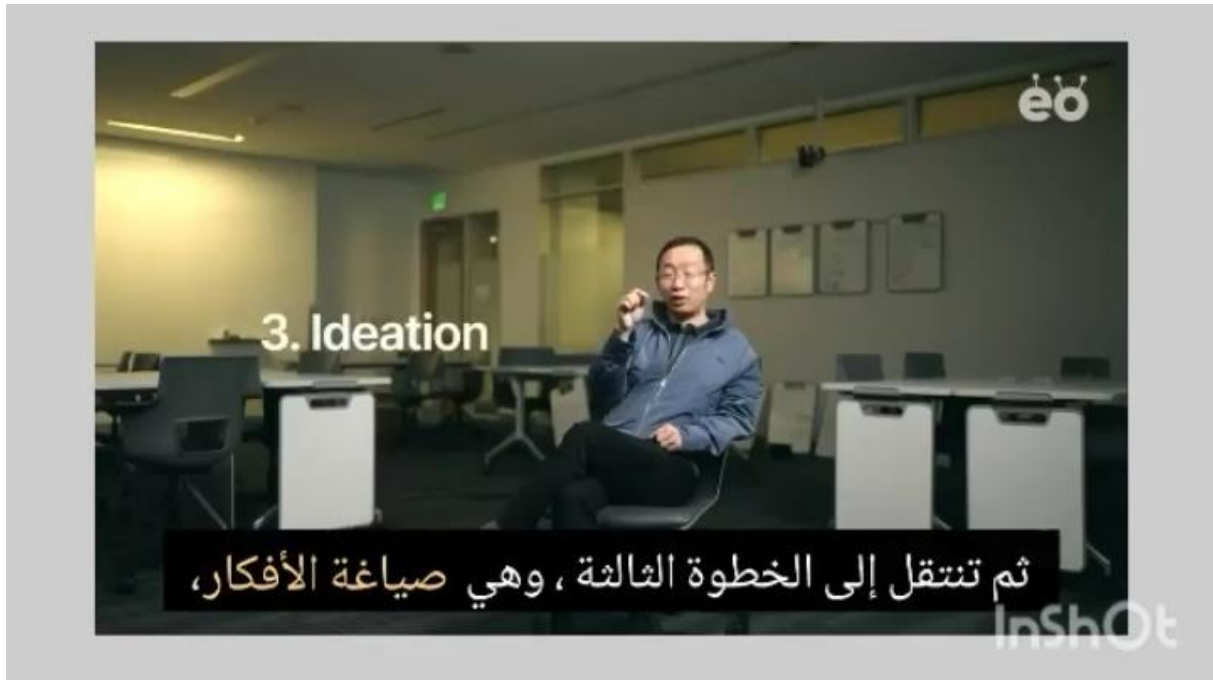 eo
3. Ideation
ثم تنتقل إلى الخطوة الثالثة ، وهي صياغة الأفكار،
InShOt